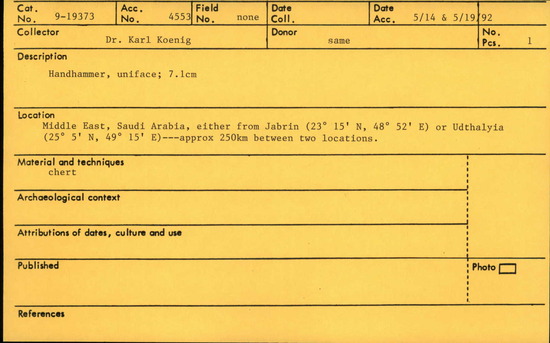 Cat. No. 9-19373 Acc. No. 4553 Field No. none Date Coll. Date Acc. 5/14 & 5/19/92
Collector Dr. Karl Koenig Donor same No. Pcs. 1
Description
Handhammer, uniface; 7.1cm
Location
Middle East, Saudi Arabia, either from Jabrin (23° 15' N, 48° 52' E) or Udthalyia
(25° 5' N, 49° 15' E)---approx 250km between two locations.
Material and techniques
chert
Archaeological context
Attributions of dates, culture and use
Published Photo
References